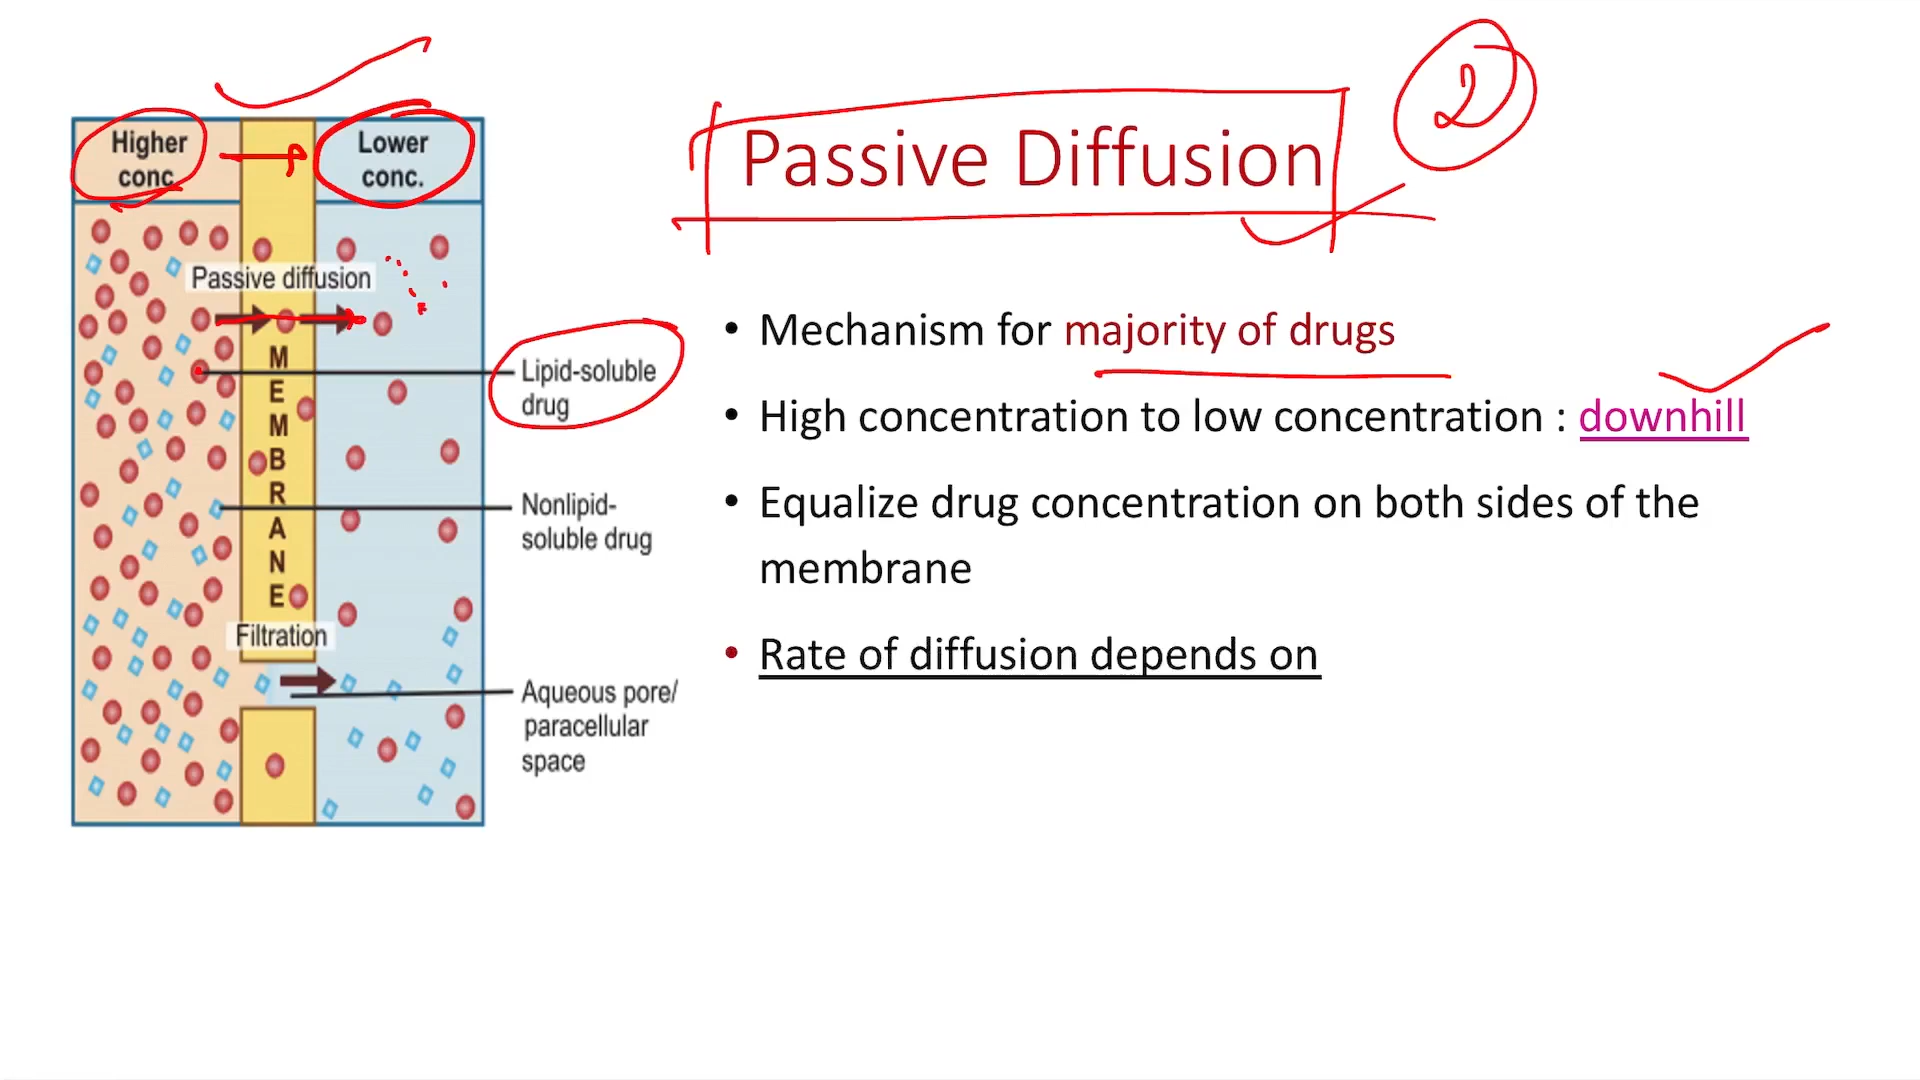 2
Passive Diffusion
Higher
conc.
Lower
conc.
Passive diffusion
MEMBRANE
Lipid-soluble
drug
Nonlipid-
soluble drug
Filtration
Aqueous pore/
paracellular
space
• Mechanism for majority of drugs
• High concentration to low concentration : downhill
• Equalize drug concentration on both sides of the
membrane
• Rate of diffusion depends on